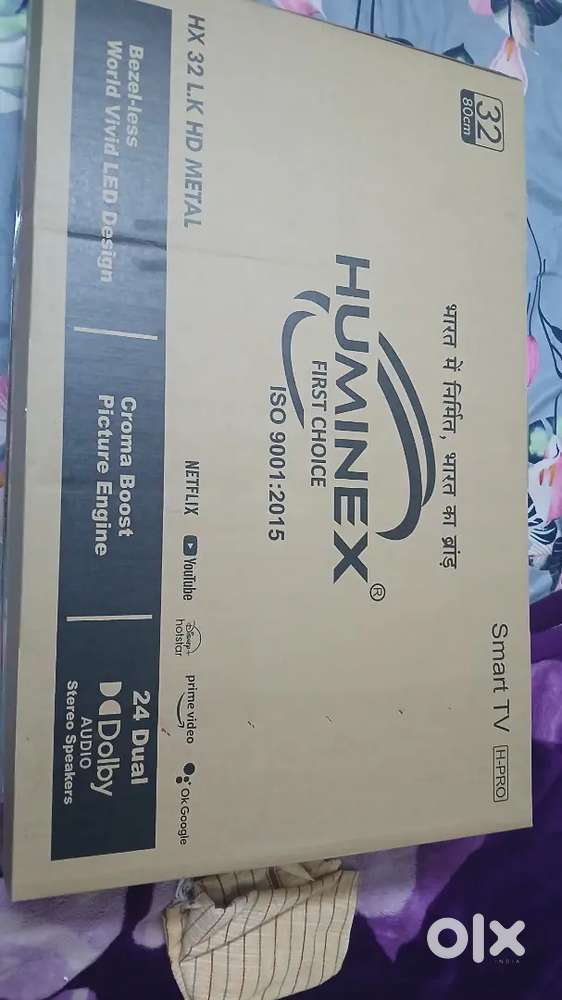 32
80cm
भारत में निर्मित, भारत का ब्रांड
Smart TV H-PRO
HUMINEX®
FIRST CHOICE
ISO 9001:2015
HX 32 L.K HD METAL
NETFLIX
YouTube
Disney+
hotstar
prime video
Ok Google
Bezel-less
World Vivid LED Design
Croma Boost
Picture Engine
24 Dual
Dolby
AUDIO
Stereo Speakers
olx
INDIA